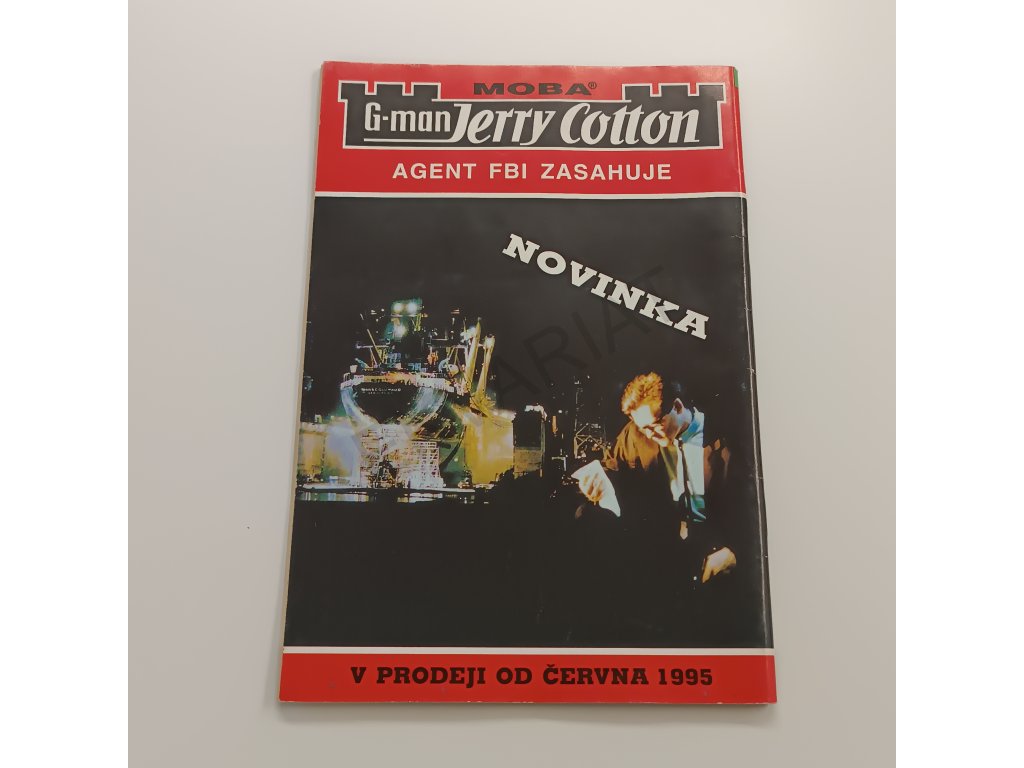 MOBA®
G-man Jerry Cotton
AGENT FBI ZASAHUJE
NOVINKA
V PRODEJI OD ČERVNA 1995